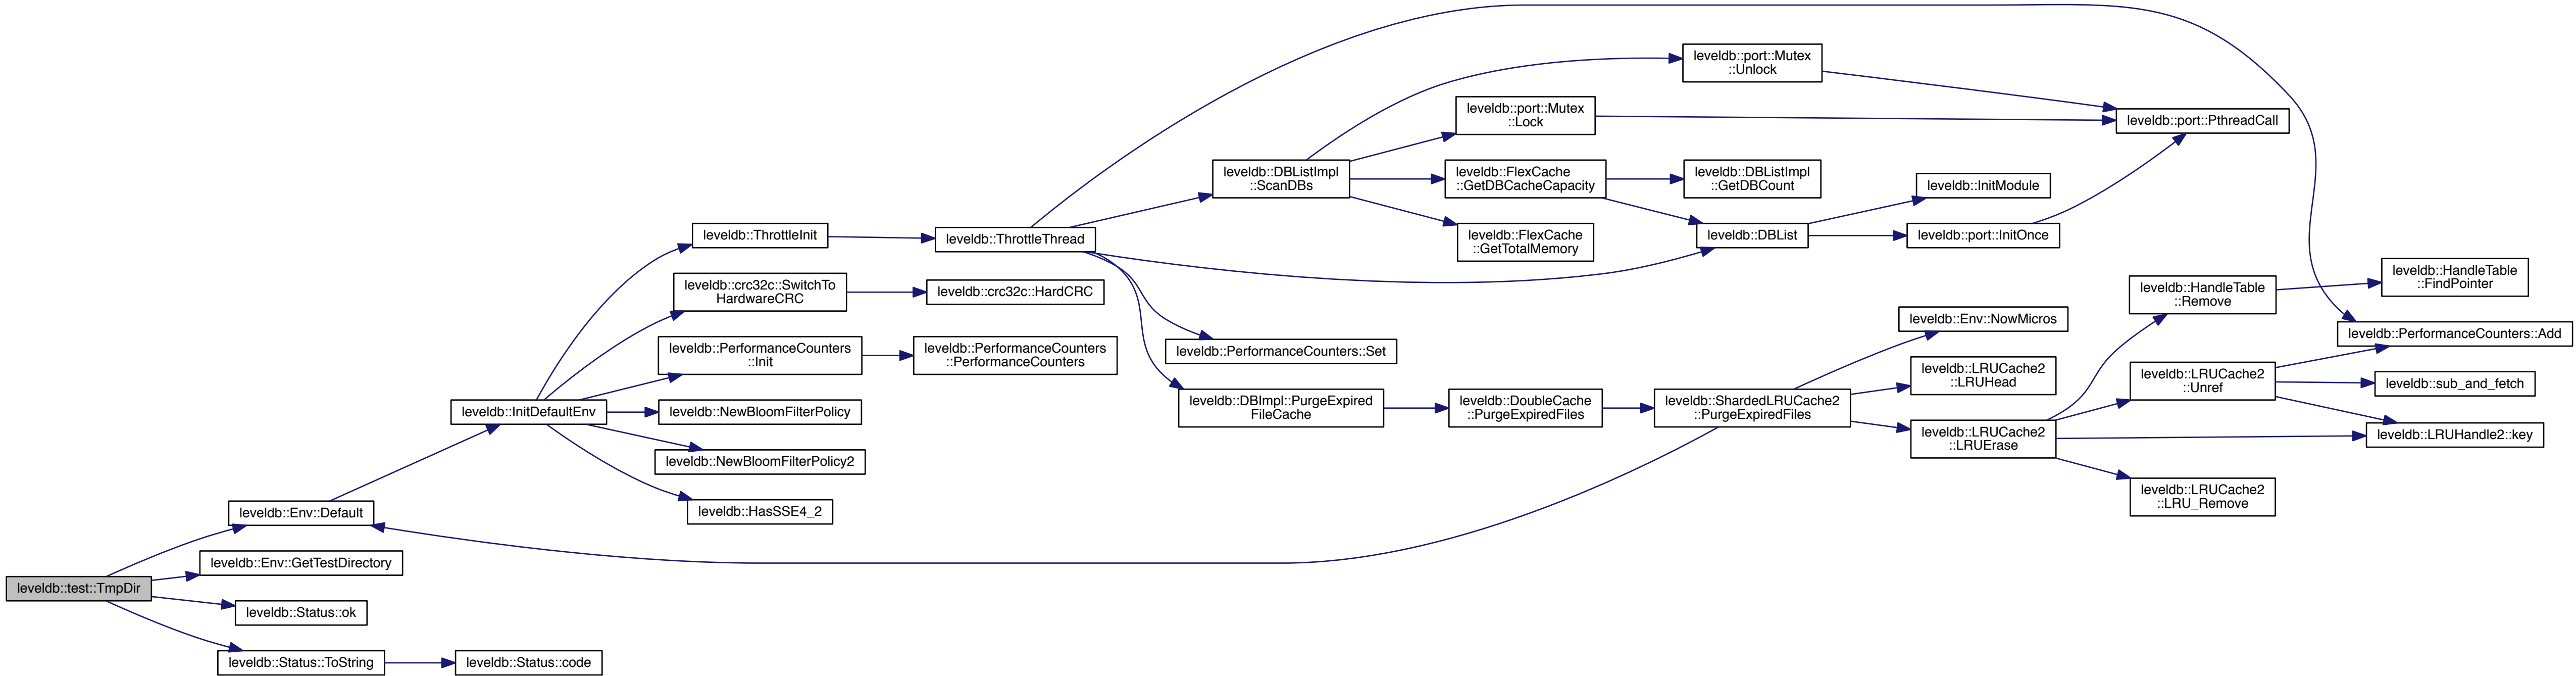 leveldb::test::TmpDir
leveldb::Env::Default
leveldb::Env::GetTestDirectory
leveldb::Status::ok
leveldb::Status::ToString
leveldb::Status::code
leveldb::InitDefaultEnv
leveldb::ThrottleInit
leveldb::crc32c::SwitchTo
HardwareCRC
leveldb::PerformanceCounters
::Init
leveldb::NewBloomFilterPolicy
leveldb::NewBloomFilterPolicy2
leveldb::HasSSE4_2
leveldb::ThrottleThread
leveldb::crc32c::HardCRC
leveldb::PerformanceCounters
::PerformanceCounters
leveldb::DBListImpl
::ScanDBs
leveldb::PerformanceCounters::Set
leveldb::DBImpl::PurgeExpired
FileCache
leveldb::port::Mutex
::Lock
leveldb::FlexCache
::GetDBCacheCapacity
leveldb::FlexCache
::GetTotalMemory
leveldb::DoubleCache
::PurgeExpiredFiles
leveldb::port::Mutex
::Unlock
leveldb::DBListImpl
::GetDBCount
leveldb::DBList
leveldb::ShardedLRUCache2
::PurgeExpiredFiles
leveldb::InitModule
leveldb::port::InitOnce
leveldb::Env::NowMicros
leveldb::LRUCache2
::LRUHead
leveldb::LRUCache2
::LRUErase
leveldb::port::PthreadCall
leveldb::HandleTable
::Remove
leveldb::LRUCache2
::Unref
leveldb::LRUCache2
::LRU_Remove
leveldb::HandleTable
::FindPointer
leveldb::PerformanceCounters::Add
leveldb::sub_and_fetch
leveldb::LRUHandle2::key